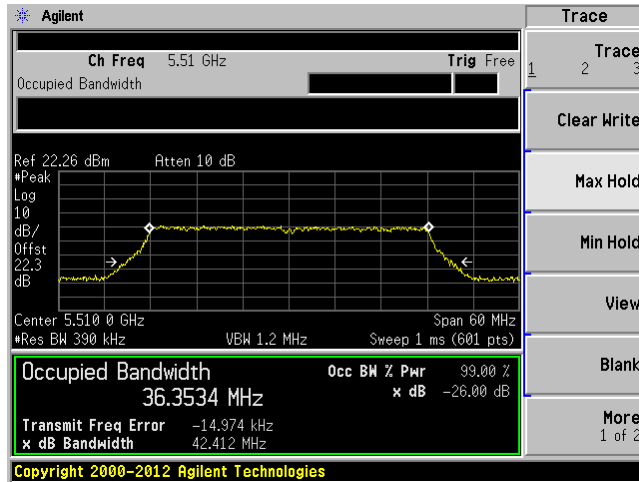 Agilent
Trace
Ch Freq 5.51 GHz Trig Free
Occupied Bandwidth
Trace
1 2 3
Clear Write
Max Hold
Min Hold
View
Blank
More
1 of 2
Ref 22.26 dBm Atten 10 dB
#Peak
Log
10
dB/
Offst
22.3
dB
Center 5.510 0 GHz Span 60 MHz
#Res BW 390 kHz VBW 1.2 MHz Sweep 1 ms (601 pts)
Occupied Bandwidth Occ BW % Pwr 99.00 %
36.3534 MHz x dB -26.00 dB
Transmit Freq Error -14.974 kHz
x dB Bandwidth 42.412 MHz
Copyright 2000-2012 Agilent Technologies